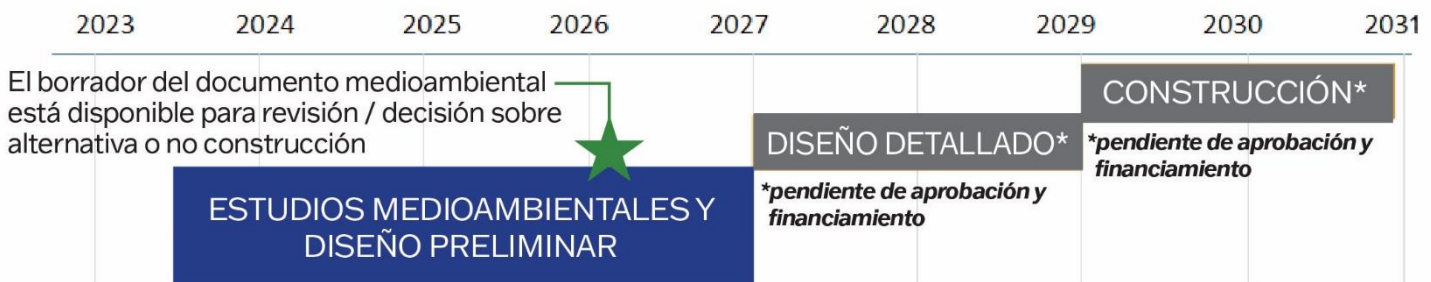 2023 2024 2025 2026 2027 2028 2029 2030 2031
El borrador del documento medioambiental
está disponible para revisión / decisión sobre
alternativa o no construcción
ESTUDIOS MEDIOAMBIENTALES Y
DISEÑO PRELIMINAR
DISEÑO DETALLADO*
*pendiente de aprobación y
financiamiento
CONSTRUCCIÓN*
*pendiente de aprobación y
financiamiento